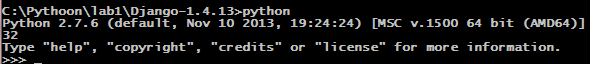 C:\Pythoon\lab1\Django-1.4.13>python
Python 2.7.6 (default, Nov 10 2013, 19:24:24) [MSC v.1500 64 bit (AMD64)] on win
32
Type "help", "copyright", "credits" or "license" for more information.
>>> _